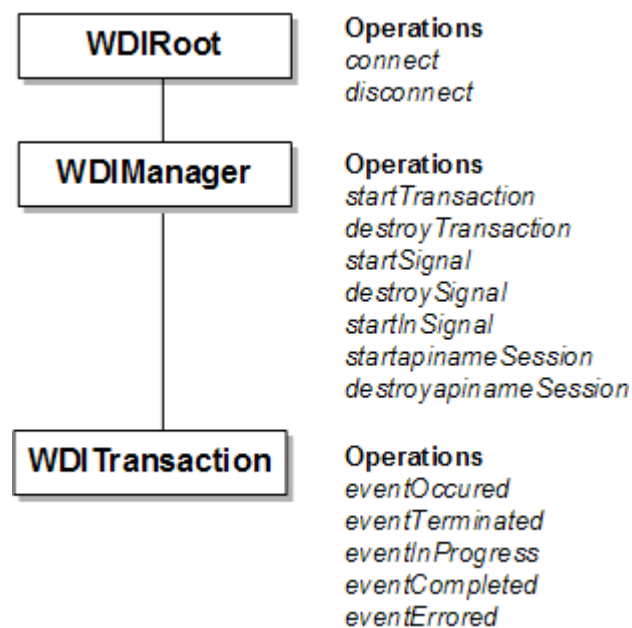 WDIRoot
Operations
connect
disconnect
WDIManager
Operations
startTransaction
destroyTransaction
startSignal
destroySignal
startInSignal
startapinameSession
destroyapinameSession
WDITransaction
Operations
eventOccured
eventTerminated
eventInProgress
eventCompleted
eventErrored